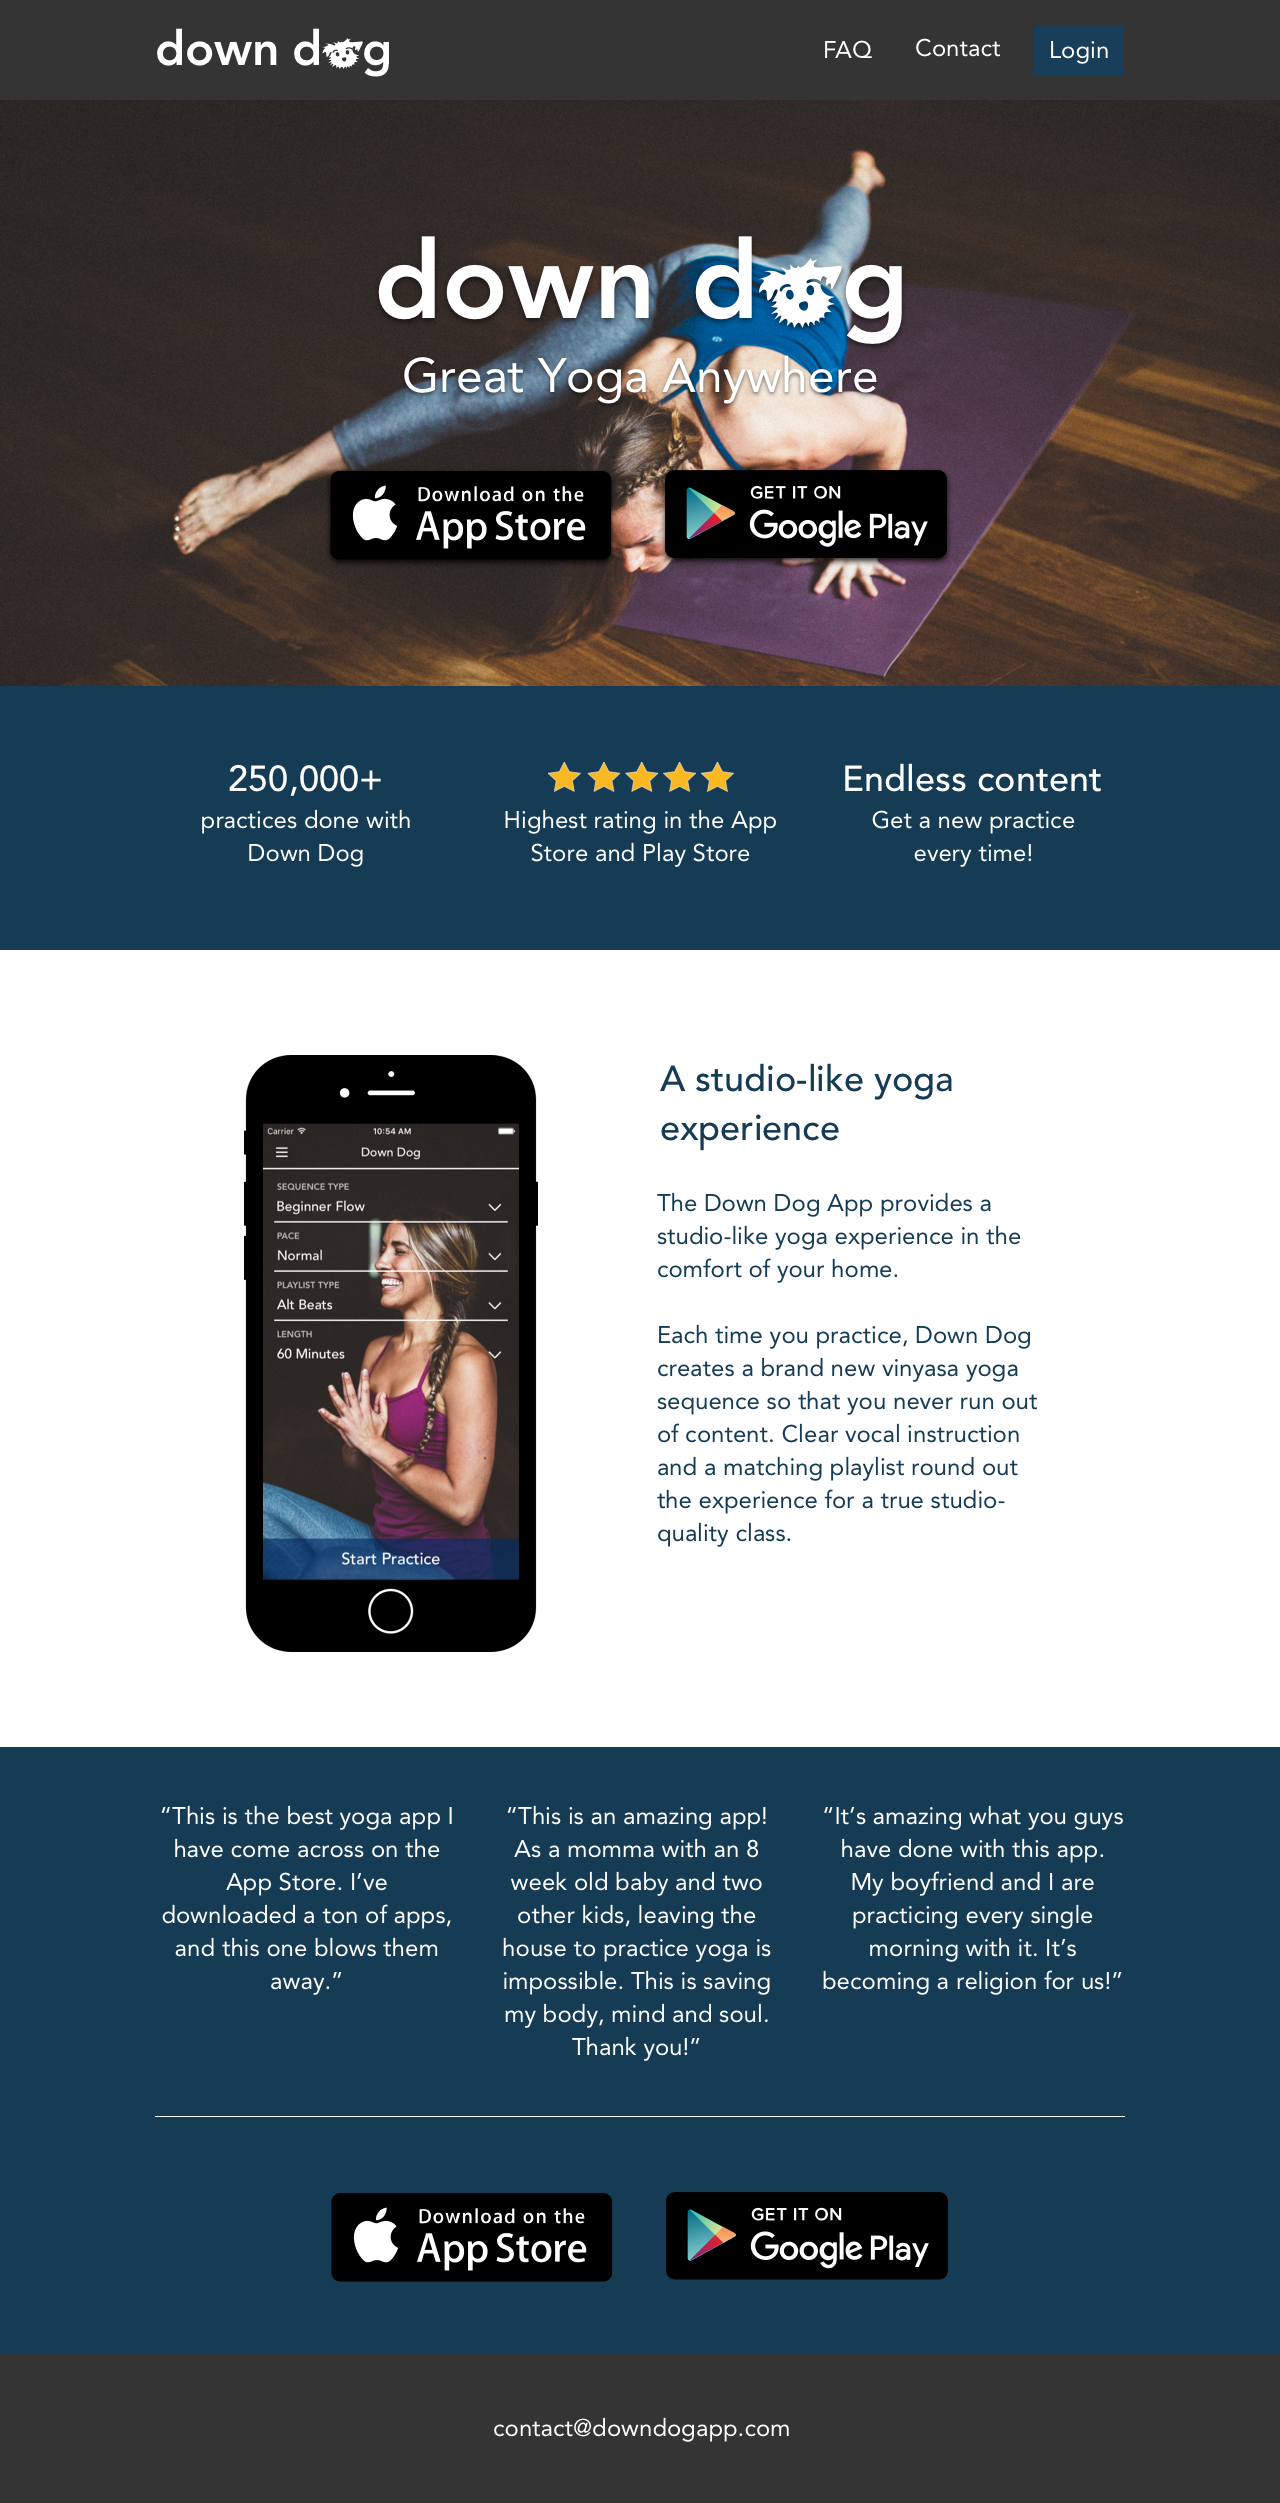 down dog
FAQ
Contact
Login
down dog
Great Yoga Anywhere
Download on the
App Store
GET IT ON
Google Play
250,000+
practices done with
Down Dog
Highest rating in the App
Store and Play Store
Endless content
Get a new practice
every time!
Carrier
10:54 AM
Down Dog
SEQUENCE TYPE
Beginner Flow
PACE
Normal
PLAYLIST TYPE
Alt Beats
LENGTH
60 Minutes
Start Practice
A studio-like yoga
experience
The Down Dog App provides a
studio-like yoga experience in the
comfort of your home.
Each time you practice, Down Dog
creates a brand new vinyasa yoga
sequence so that you never run out
of content. Clear vocal instruction
and a matching playlist round out
the experience for a true studio-
quality class.
“This is the best yoga app I
have come across on the
App Store. I’ve
downloaded a ton of apps,
and this one blows them
away.”
“This is an amazing app!
As a momma with an 8
week old baby and two
other kids, leaving the
house to practice yoga is
impossible. This is saving
my body, mind and soul.
Thank you!”
“It’s amazing what you guys
have done with this app.
My boyfriend and I are
practicing every single
morning with it. It’s
becoming a religion for us!”
Download on the
App Store
GET IT ON
Google Play
contact@downdogapp.com